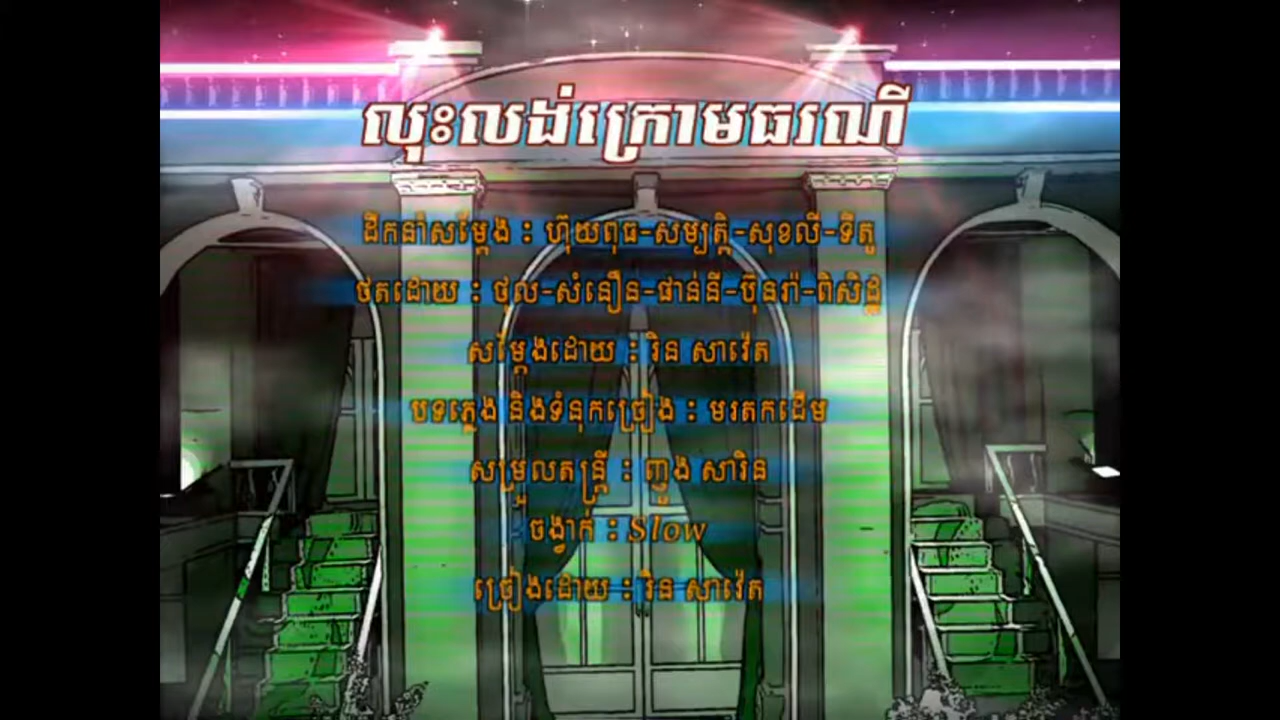 លុះលង់ក្រោមធរណី
ដឹកនាំសម្ដែង : ហ៊ុយពុធ-សម្បត្តិ-សុខលី-ទិត្យ
ថតដោយ : ថុល-សំនឿន-ផាន់នី-ប៊ុនរ៉ា-ពិសិដ្ឋ
សម្ដែងដោយ : រិន សាវ៉េត
បទភ្លេង និងទំនុកច្រៀង : មរតកដើម
សម្រួលតន្ត្រី : ញូង សារិន
ចង្វាក់ : Slow
ច្រៀងដោយ : រិន សាវ៉េត